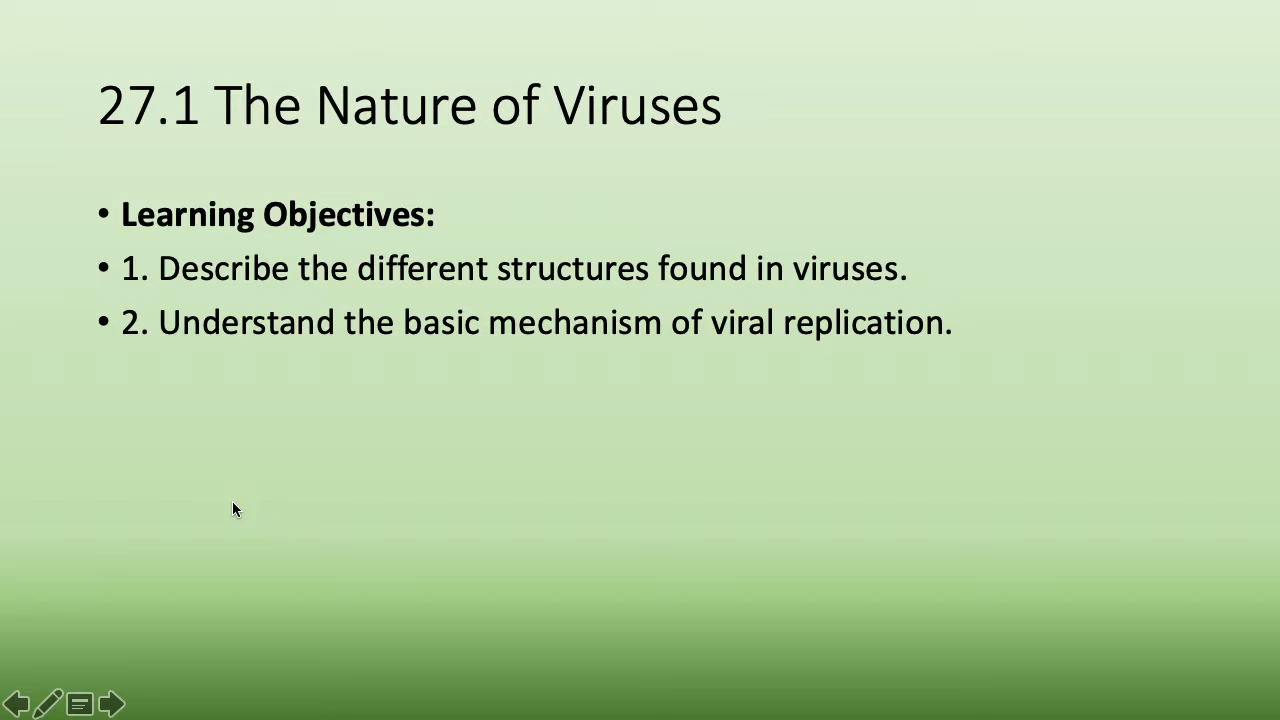 27.1 The Nature of Viruses
• Learning Objectives:
• 1. Describe the different structures found in viruses.
• 2. Understand the basic mechanism of viral replication.